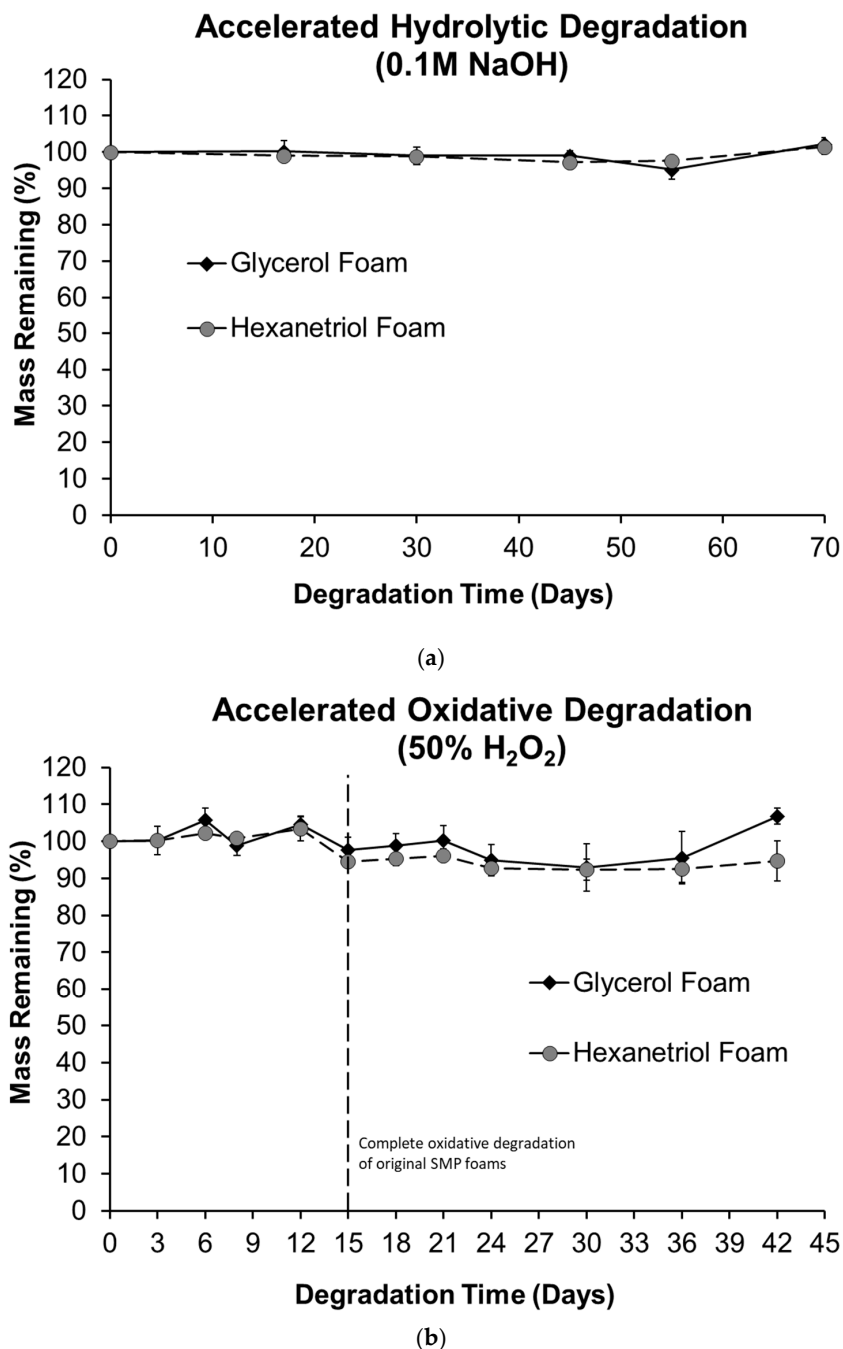 Accelerated Hydrolytic Degradation
(0.1M NaOH)
120
110
100
90
80
70
60
50
40
30
20
10
0
Mass Remaining (%)
Glycerol Foam
Hexanetriol Foam
0 10 20 30 40 50 60 70
Degradation Time (Days)
(a)
Accelerated Oxidative Degradation
(50% H₂O₂)
120
110
100
90
80
70
60
50
40
30
20
10
0
Mass Remaining (%)
Glycerol Foam
Hexanetriol Foam
Complete oxidative degradation
of original SMP foams
0 3 6 9 12 15 18 21 24 27 30 33 36 39 42 45
Degradation Time (Days)
(b)